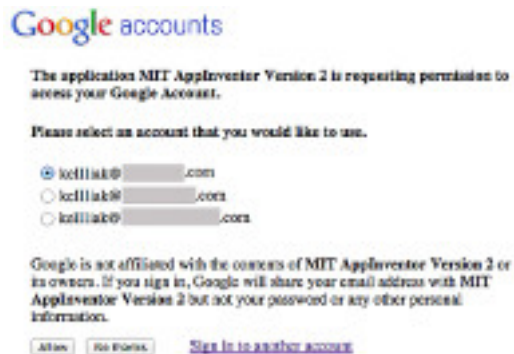 Google accounts
The application MIT AppInventor Version 2 is requesting permission to
access your Google Account.
Please select an account that you would like to use.
.com
.com
.com
Google is not affiliated with the contents of MIT AppInventor Version 2 or
its owners. If you sign in, Google will share your email address with MIT
AppInventor Version 2 but not your password or any other personal
information.
Allow No thanks Sign in to another account